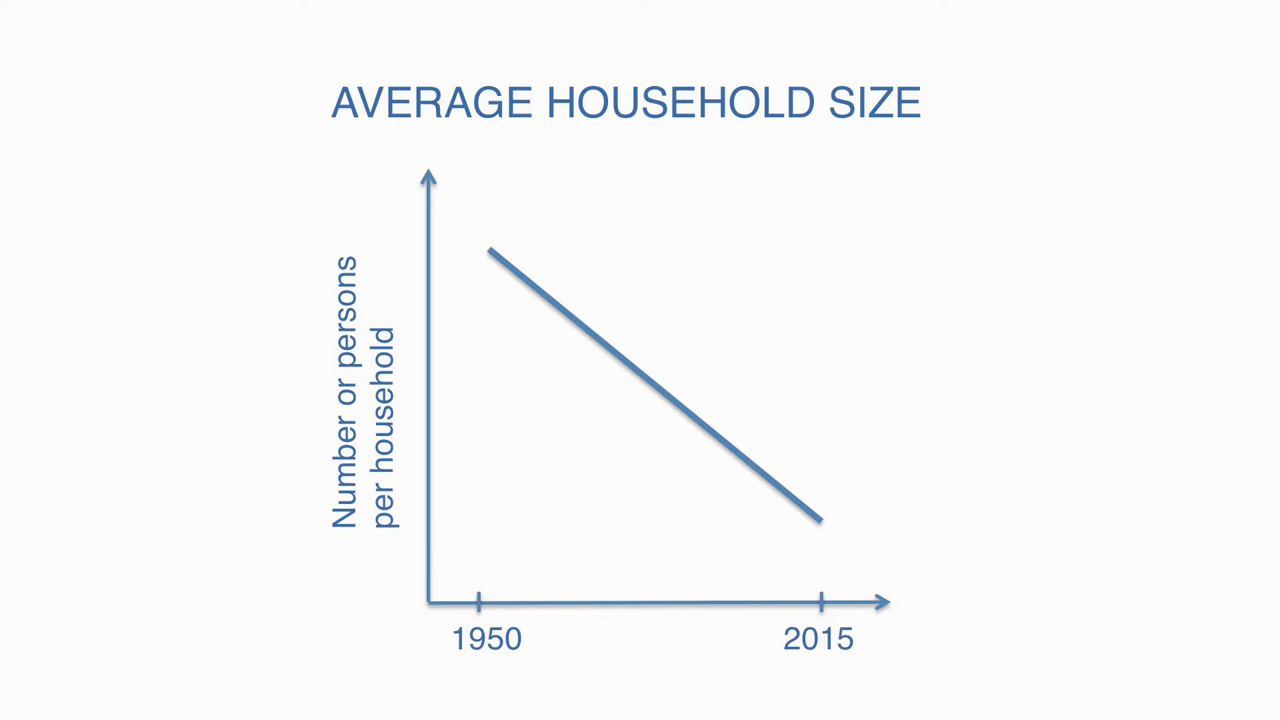 AVERAGE HOUSEHOLD SIZE
Number or persons
per household
1950
2015